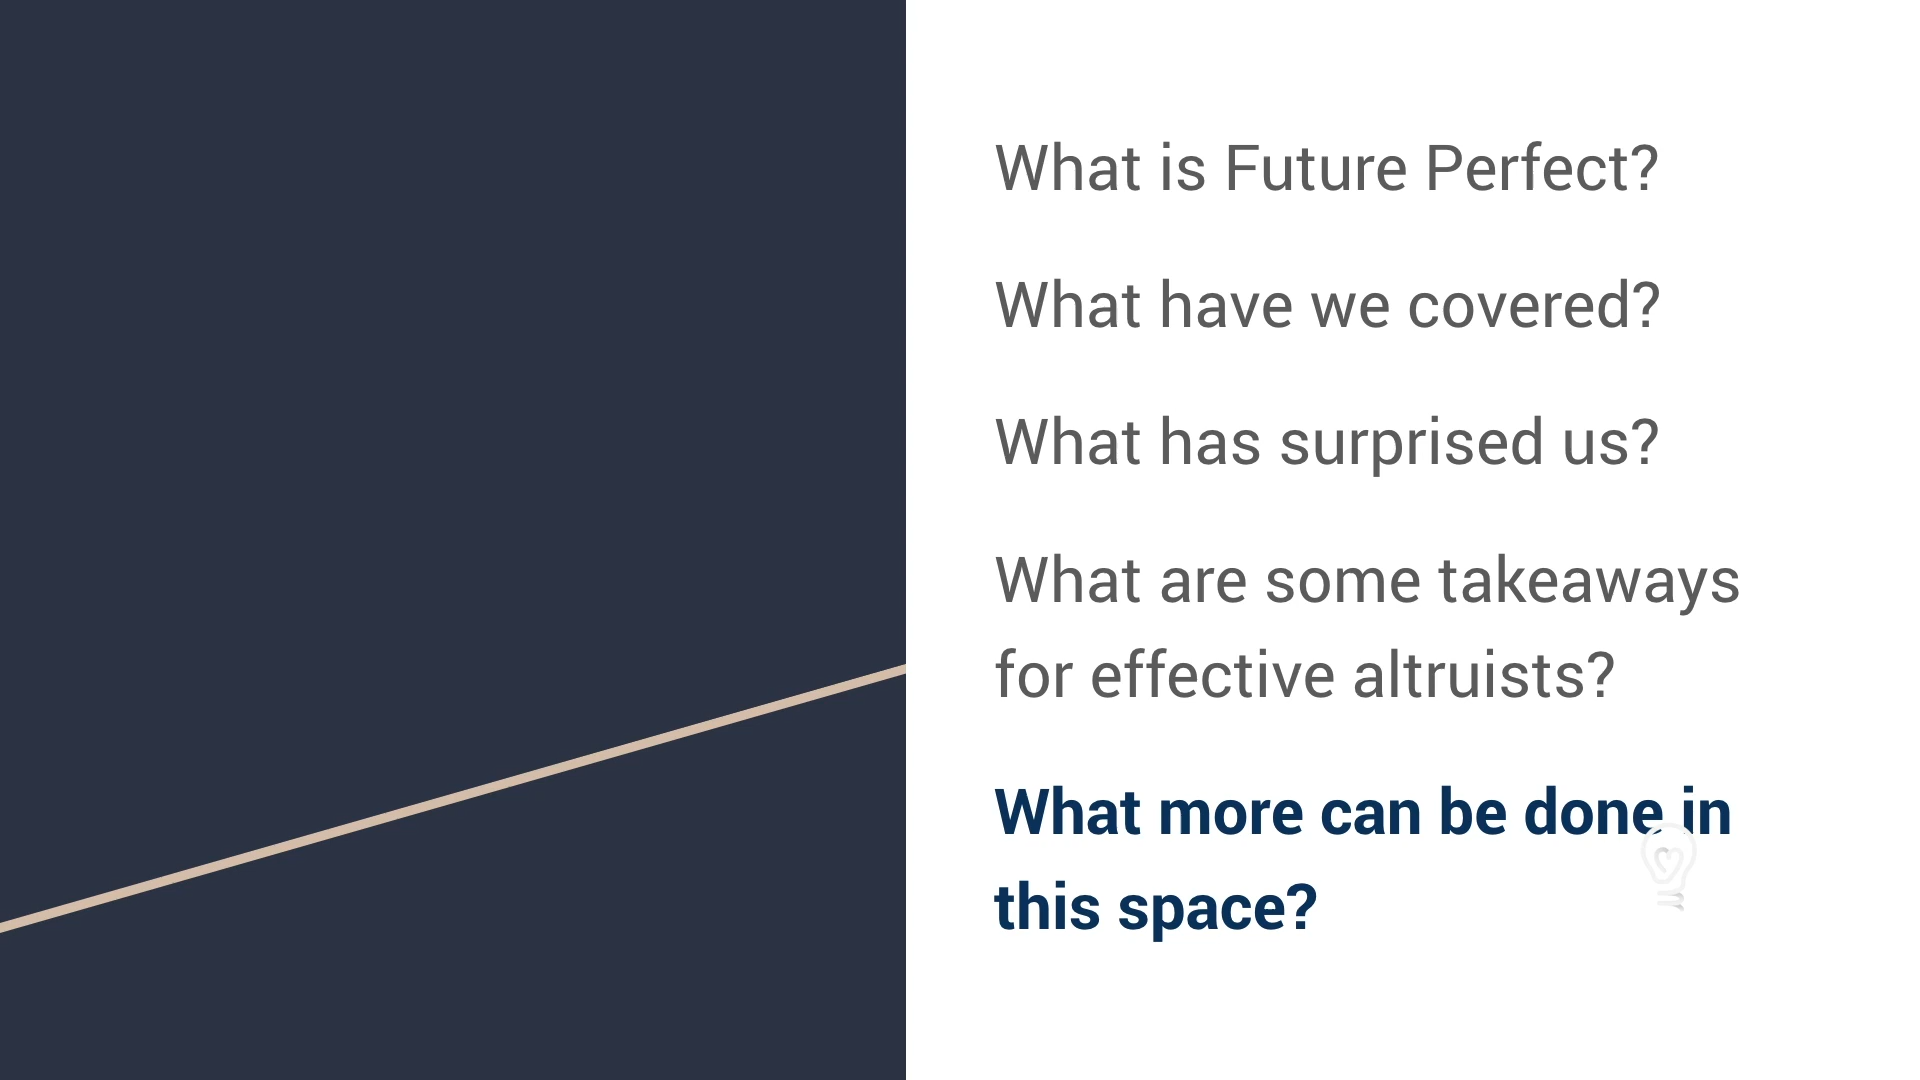 What is Future Perfect?
What have we covered?
What has surprised us?
What are some takeaways
for effective altruists?
What more can be done in
this space?